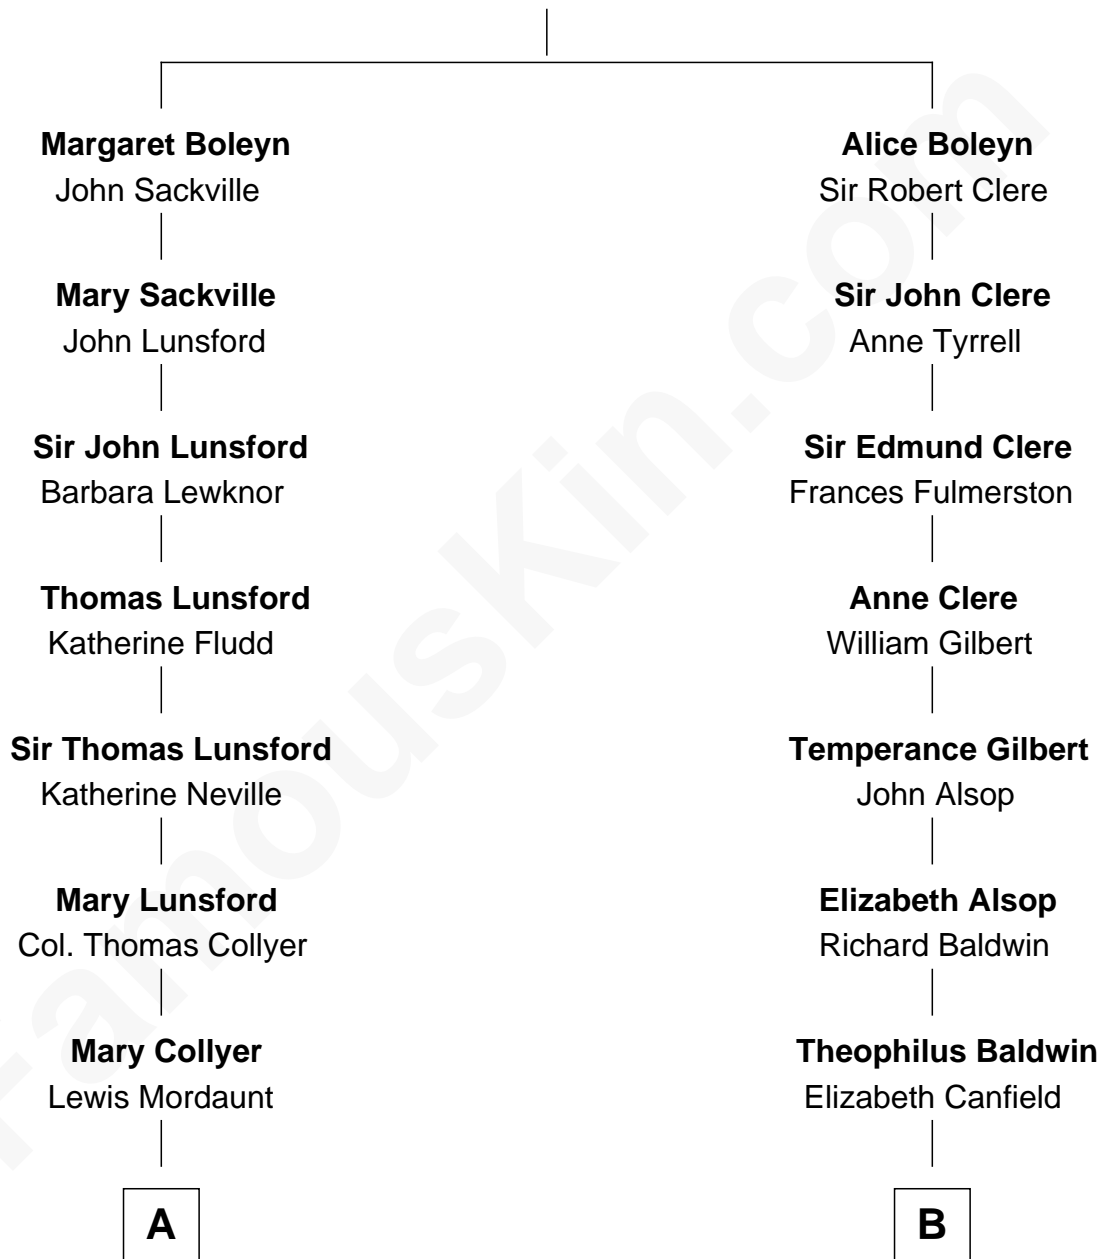 Margaret Boleyn
John Sackville
Mary Sackville
John Lunsford
Sir John Lunsford
Barbara Lewknor
Thomas Lunsford
Katherine Fludd
Sir Thomas Lunsford
Katherine Neville
Mary Lunsford
Col. Thomas Collyer
Mary Collyer
Lewis Mordaunt
A
Alice Boleyn
Sir Robert Clere
Sir John Clere
Anne Tyrrell
Sir Edmund Clere
Frances Fulmerston
Anne Clere
William Gilbert
Temperance Gilbert
John Alsop
Elizabeth Alsop
Richard Baldwin
Theophilus Baldwin
Elizabeth Canfield
B
FamousKin.com